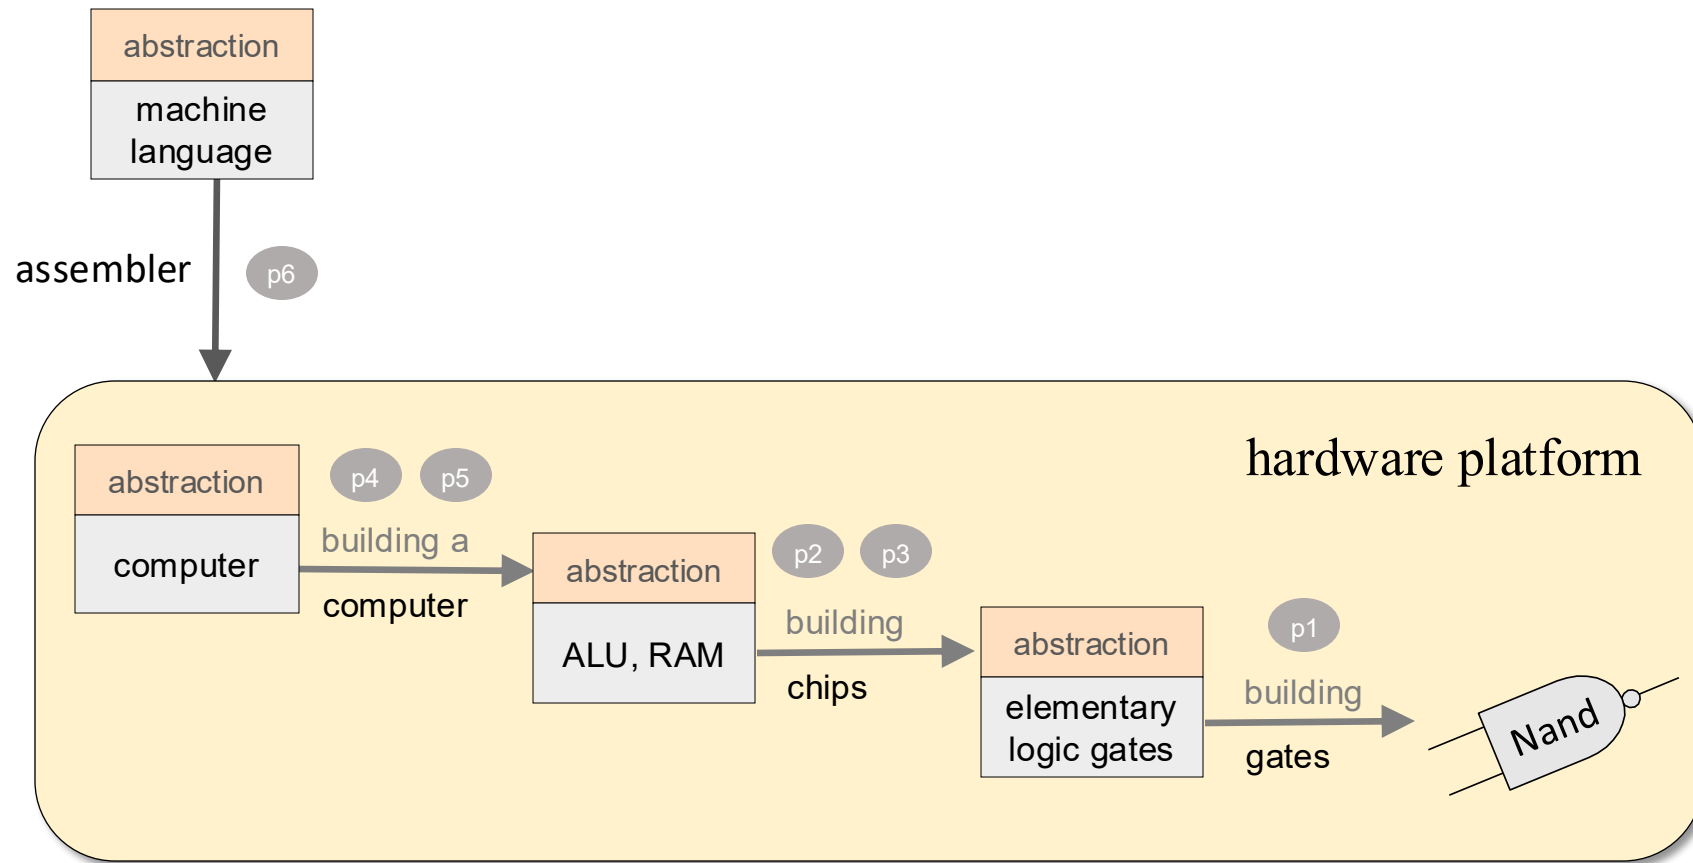 abstraction
machine
language
assembler
p6
hardware platform
abstraction
computer
p4
p5
building a
computer
abstraction
ALU, RAM
p2
p3
building
chips
abstraction
elementary
logic gates
p1
building
gates
Nand